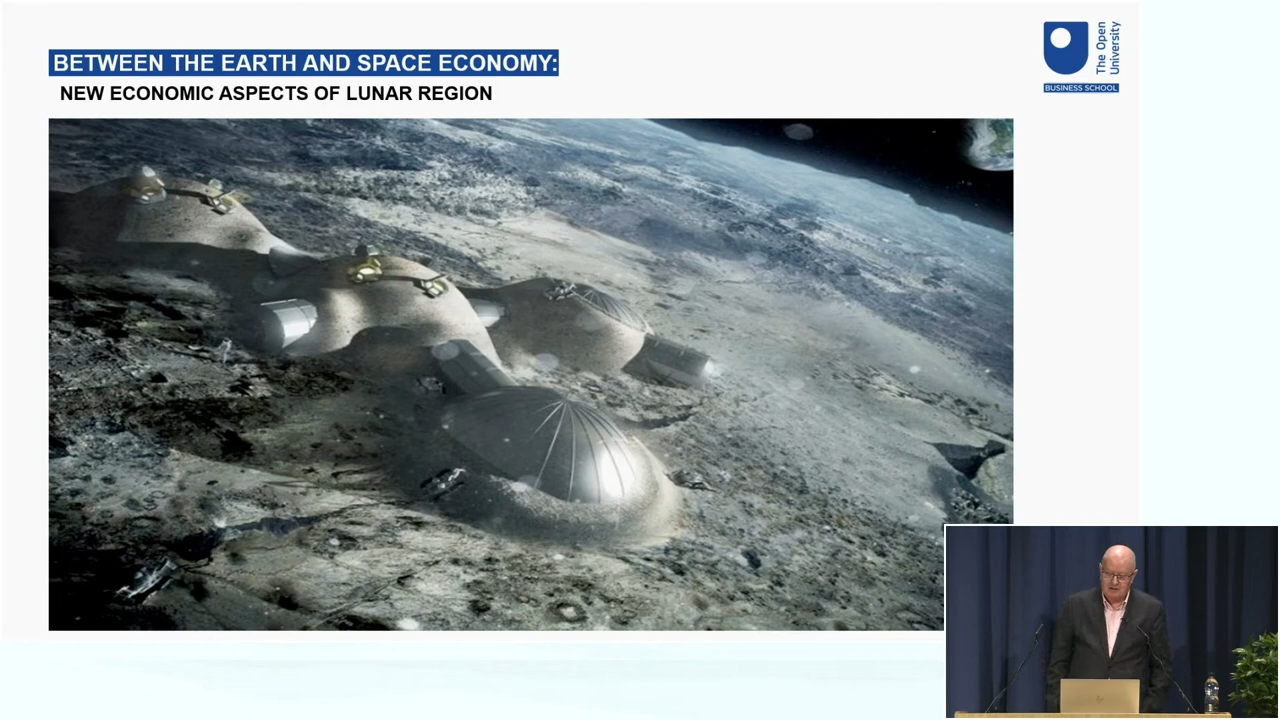 BETWEEN THE EARTH AND SPACE ECONOMY:
NEW ECONOMIC ASPECTS OF LUNAR REGION
The Open
University
BUSINESS SCHOOL